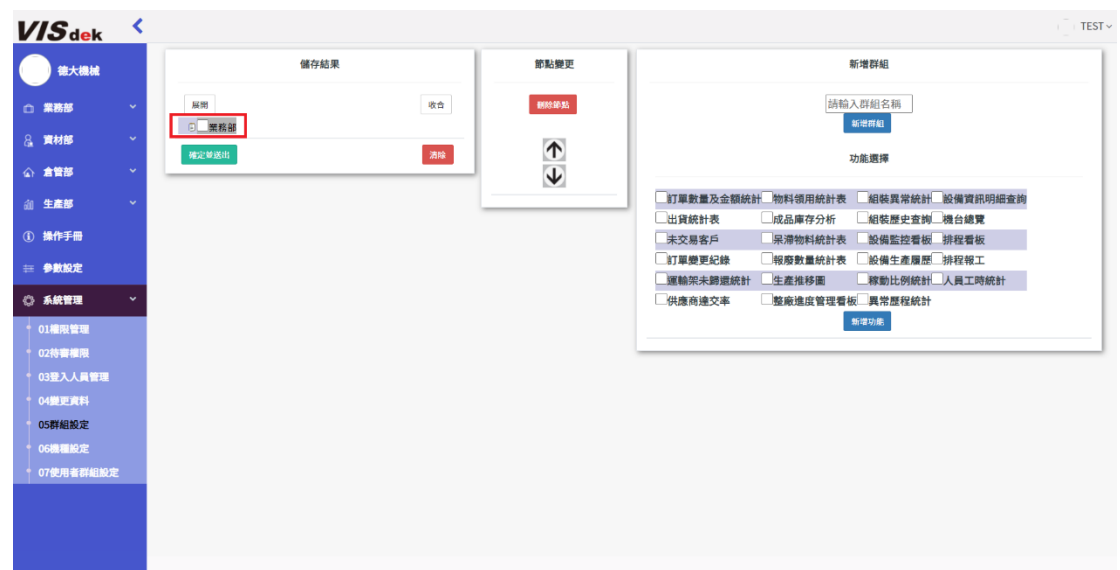 VISdek
TEST
德大機械
業務部
資材部
倉管部
生產部
操作手冊
參數設定
系統管理
01權限管理
02待審權限
03登入人員管理
04變更資料
05群組設定
06機種設定
07使用者群組設定
儲存結果
展開 收合
業務部
確定並送出 清除
節點變更
刪除節點
新增群組
請輸入群組名稱
新增群組
功能選擇
訂單數量及金額統計 物料領用統計表 組裝異常統計 設備資訊明細查詢
出貨統計表 成品庫存分析 組裝歷史查詢 機台總覽
未交易客戶 呆滯物料統計表 設備監控看板 排程看板
訂單變更紀錄 報廢數量統計表 設備生產履歷 排程報工
運輸架未歸還統計 生產推移圖 稼動比例統計 人員工時統計
供應商達交率 整廠進度管理看板 異常歷程統計
新增功能